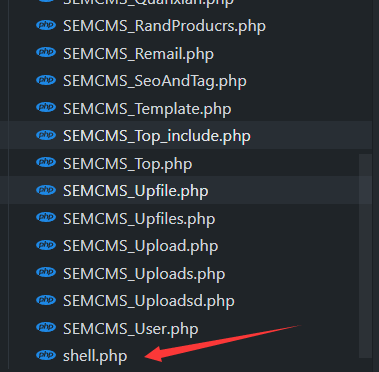 SEMCMS_Quanxian.php
php SEMCMS_RandProducrs.php
php SEMCMS_Remail.php
php SEMCMS_SeoAndTag.php
php SEMCMS_Template.php
php SEMCMS_Top_include.php
php SEMCMS_Top.php
php SEMCMS_Upfile.php
php SEMCMS_Upfiles.php
php SEMCMS_Upload.php
php SEMCMS_Uploads.php
php SEMCMS_Uploadsd.php
php SEMCMS_User.php
php shell.php